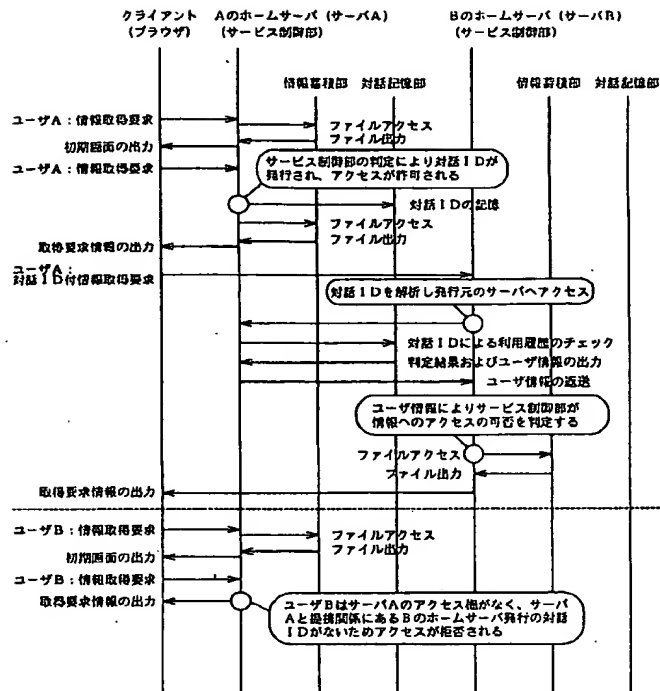 クライアント
(ブラウザ)
Aのホームサーバ (サーバA)
(サービス制御部)
Bのホームサーバ (サーバB)
(サービス制御部)
情報蓄積部
対話記憶部
情報蓄積部
対話記憶部
ユーザA:情報取得要求
ファイルアクセス
ファイル出力
初期画面の出力
ユーザA:情報取得要求
サービス制御部の判定により対話IDが
発行され、アクセスが許可される
対話IDの記憶
ファイルアクセス
ファイル出力
取得要求情報の出力
ユーザA:
対話ID付情報取得要求
対話IDを解析し発行元のサーバへアクセス
対話IDによる利用履歴のチェック
判定結果およびユーザ情報の出力
ユーザ情報の返送
ユーザ情報によりサービス制御部が
情報へのアクセスの可否を判定する
ファイルアクセス
ファイル出力
取得要求情報の出力
ユーザB:情報取得要求
ファイルアクセス
ファイル出力
初期画面の出力
ユーザB:情報取得要求
取得要求情報の出力
ユーザBはサーバAのアクセス権がなく、サーバ
Aと提携関係にあるBのホームサーバ発行の対話
IDがないためアクセスが拒否される